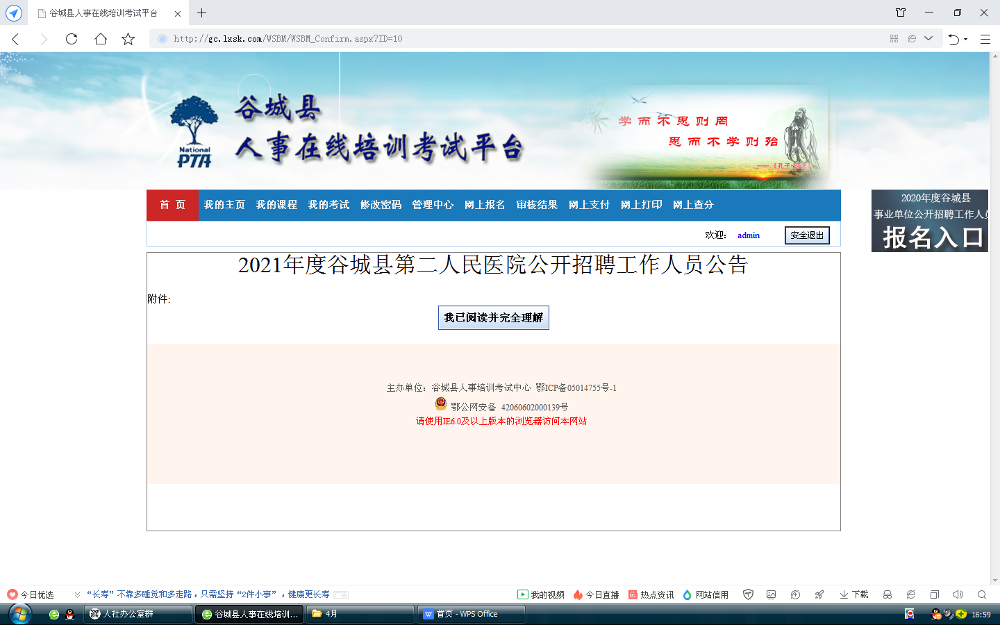 谷城县人事在线培训考试平台
http://gc.lxsk.com/WSBM/WSBM_Confirm.aspx?ID=10
谷城县
人事在线培训考试平台
National
PTA
学而不思则罔
思而不学则殆
首 页 我的主页 我的课程 我的考试 修改密码 管理中心 网上报名 审核结果 网上支付 网上打印 网上查分
2020年度谷城县
事业单位公开招聘工作人员
报名入口
欢迎： admin 安全退出
2021年度谷城县第二人民医院公开招聘工作人员公告
附件:
我已阅读并完全理解
主办单位：谷城县人事培训考试中心 鄂ICP备05014755号-1
鄂公网安备 42060602000139号
请使用IE6.0及以上版本的浏览器访问本网站
今日优选 “长寿”不靠多睡觉和多走路，只需坚持“2件小事”，健康更长寿 广告 我的视频 今日直播 热点资讯 网站信用 下载
人社办公室群 谷城县人事在线培训... 4月 首页 - WPS Office 16:59